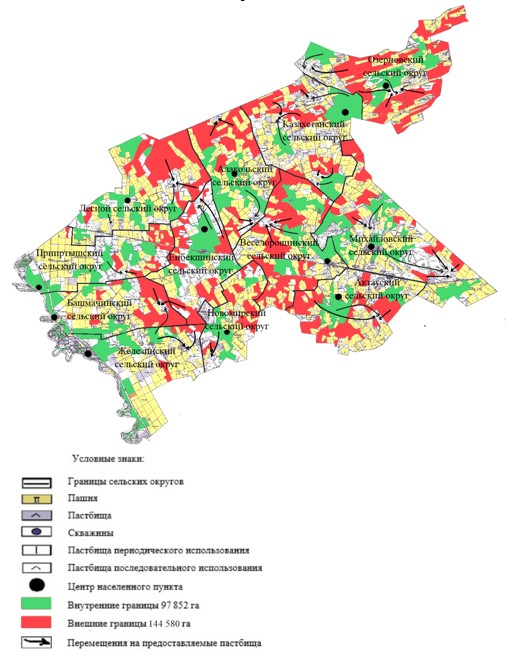 Озерновский
сельский округ
Казахстанский
сельский округ
Алакольский
сельский округ
Лесной сельский округ
Михайловский
сельский округ
Веселорощинский
сельский округ
Прииртышский
сельский округ
Енбекшинский
сельский округ
Актауский
сельский округ
Башмачинский
сельский округ
Новомирский
сельский округ
Железинский
сельский округ
Условные знаки:
Границы сельских округов
Пашня
Пастбища
Скважины
Пастбища периодического использования
Пастбища последовательного использования
Центр населенного пункта
Внутренние границы 97 852 га
Внешние границы 144 580 га
Перемещения на предоставляемые пастбища